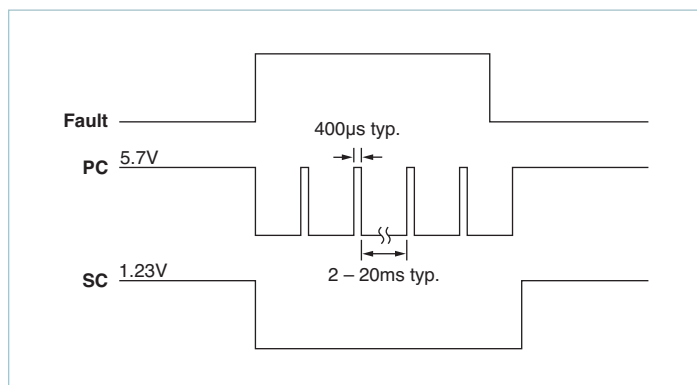 Fault
400µs typ.
5.7V
PC
2 – 20ms typ.
1.23V
SC